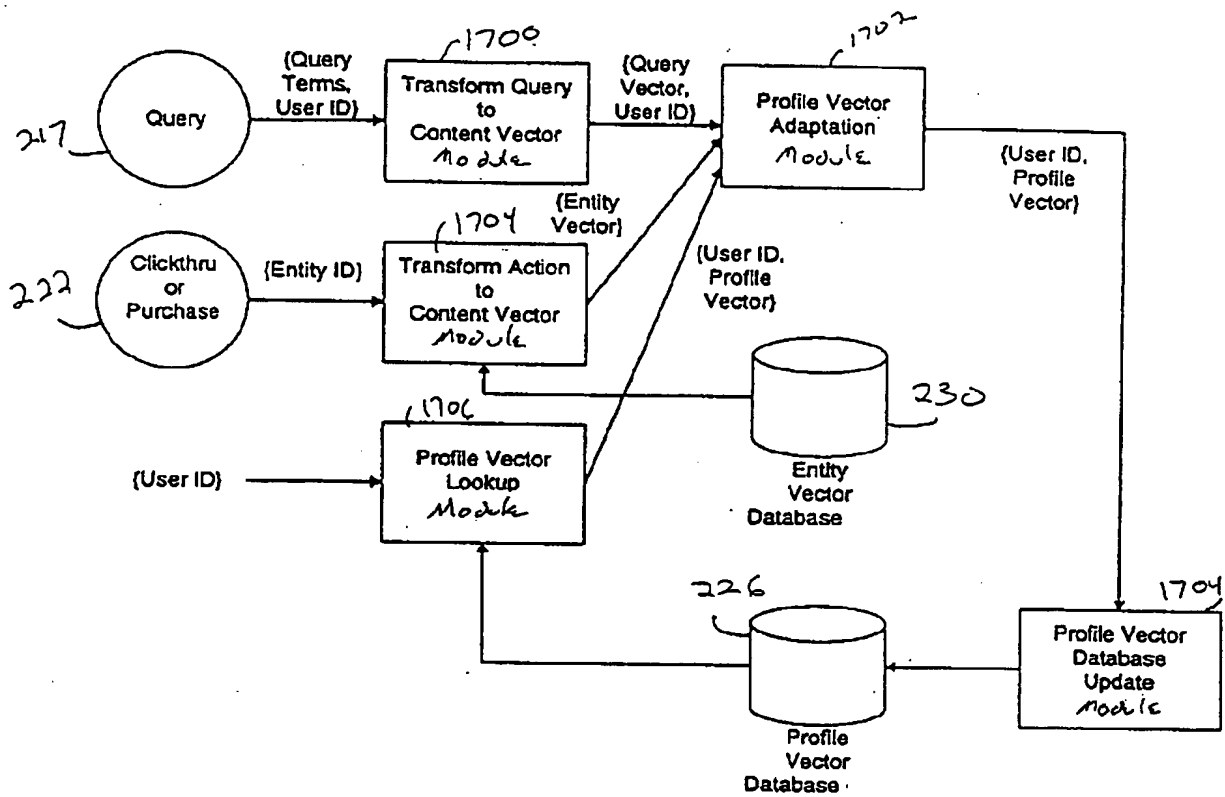 1700
1702
{Query
Terms,
User ID}
Transform Query
to
Content Vector
Module
{Query
Vector,
User ID}
Profile Vector
Adaptation
Module
Query
217
{User ID,
Profile
Vector}
{Entity
Vector}
1704
Clickthru
or
Purchase
{Entity ID}
Transform Action
to
Content Vector
Module
{User ID,
Profile
Vector}
222
230
1706
{User ID}
Profile Vector
Lookup
Module
Entity
Vector
Database
226
1704
Profile Vector
Database
Update
Module
Profile
Vector
Database